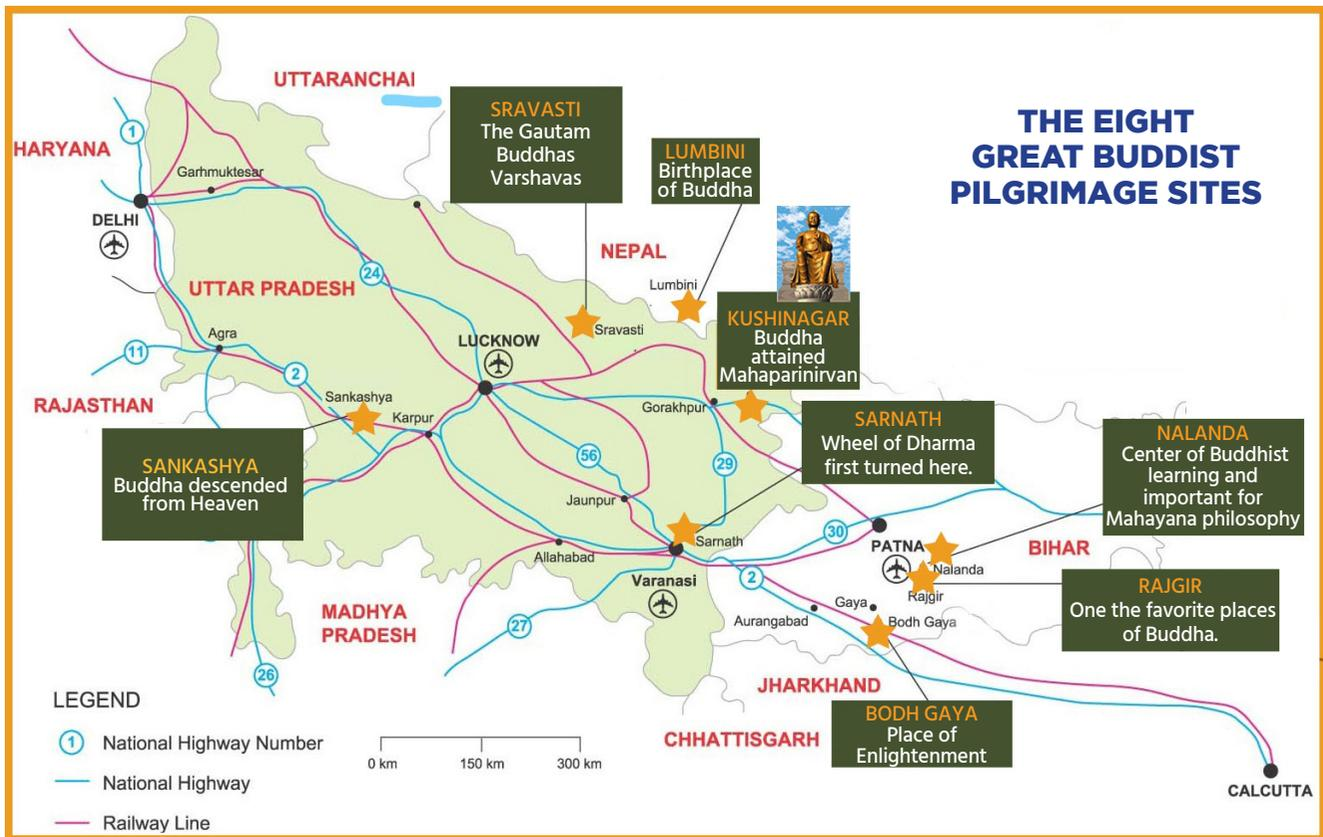 THE EIGHT
GREAT BUDDIST
PILGRIMAGE SITES
UTTARANCHAI
HARYANA
1
Garhmuktesar
DELHI
SRAVASTI
The Gautam
Buddhas
Varshavas
LUMBINI
Birthplace
of Buddha
NEPAL
24
UTTAR PRADESH
Lumbini
Sravasti
KUSHINAGAR
Buddha
attained
Mahaparinirvan
Agra
11
2
LUCKNOW
RAJASTHAN
Sankashya
Karpur
Gorakhpur
SANKASHYA
Buddha descended
from Heaven
56
29
SARNATH
Wheel of Dharma
first turned here.
NALANDA
Center of Buddhist
learning and
important for
Mahayana philosophy
Jaunpur
Sarnath
30
PATNA
BIHAR
Allahabad
Varanasi
2
Nalanda
Rajgir
RAJGIR
One the favorite places
of Buddha.
MADHYA
PRADESH
27
Aurangabad
Gaya
Bodh Gaya
26
JHARKHAND
CHHATTISGARH
BODH GAYA
Place of
Enlightenment
CALCUTTA
LEGEND
1 National Highway Number
National Highway
Railway Line
0 km 150 km 300 km